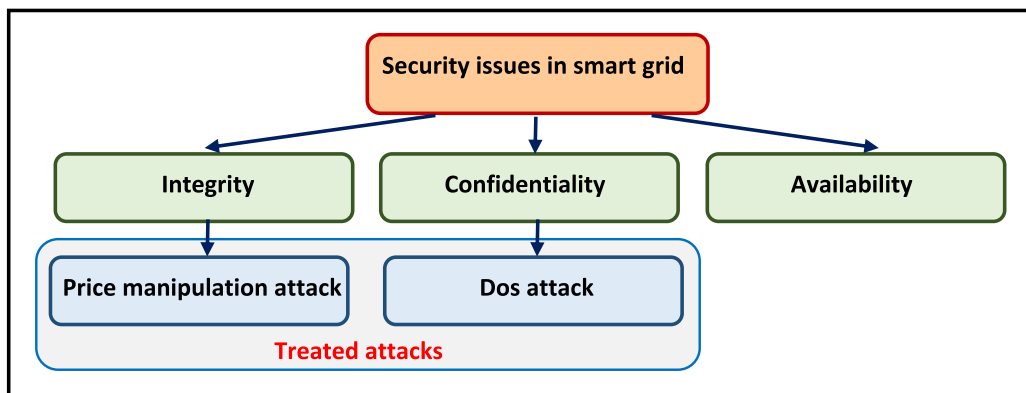 Security issues in smart grid
Integrity
Confidentiality
Availability
Price manipulation attack
Dos attack
Treated attacks